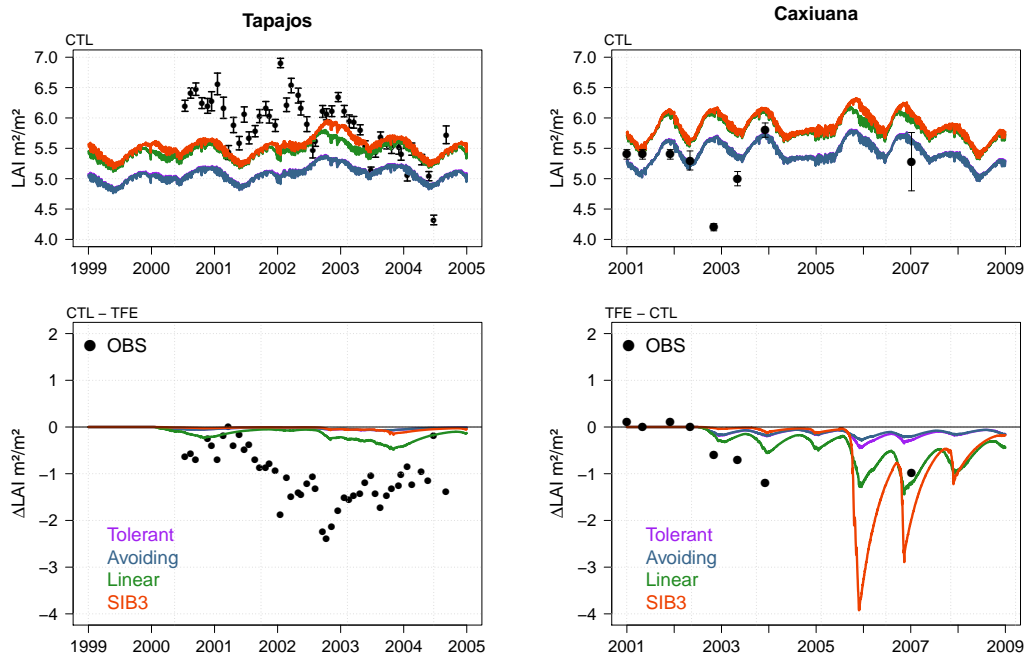 Tapajos
CTL
LAI m²/m²
7.0
6.5
6.0
5.5
5.0
4.5
4.0
1999 2000 2001 2002 2003 2004 2005
Caxiuana
CTL
LAI m²/m²
7.0
6.5
6.0
5.5
5.0
4.5
4.0
2001 2003 2005 2007 2009
CTL − TFE
ΔLAI m²/m²
2
1
0
−1
−2
−3
−4
OBS
Tolerant
Avoiding
Linear
SIB3
1999 2000 2001 2002 2003 2004 2005
TFE − CTL
ΔLAI m²/m²
2
1
0
−1
−2
−3
−4
OBS
Tolerant
Avoiding
Linear
SIB3
2001 2003 2005 2007 2009